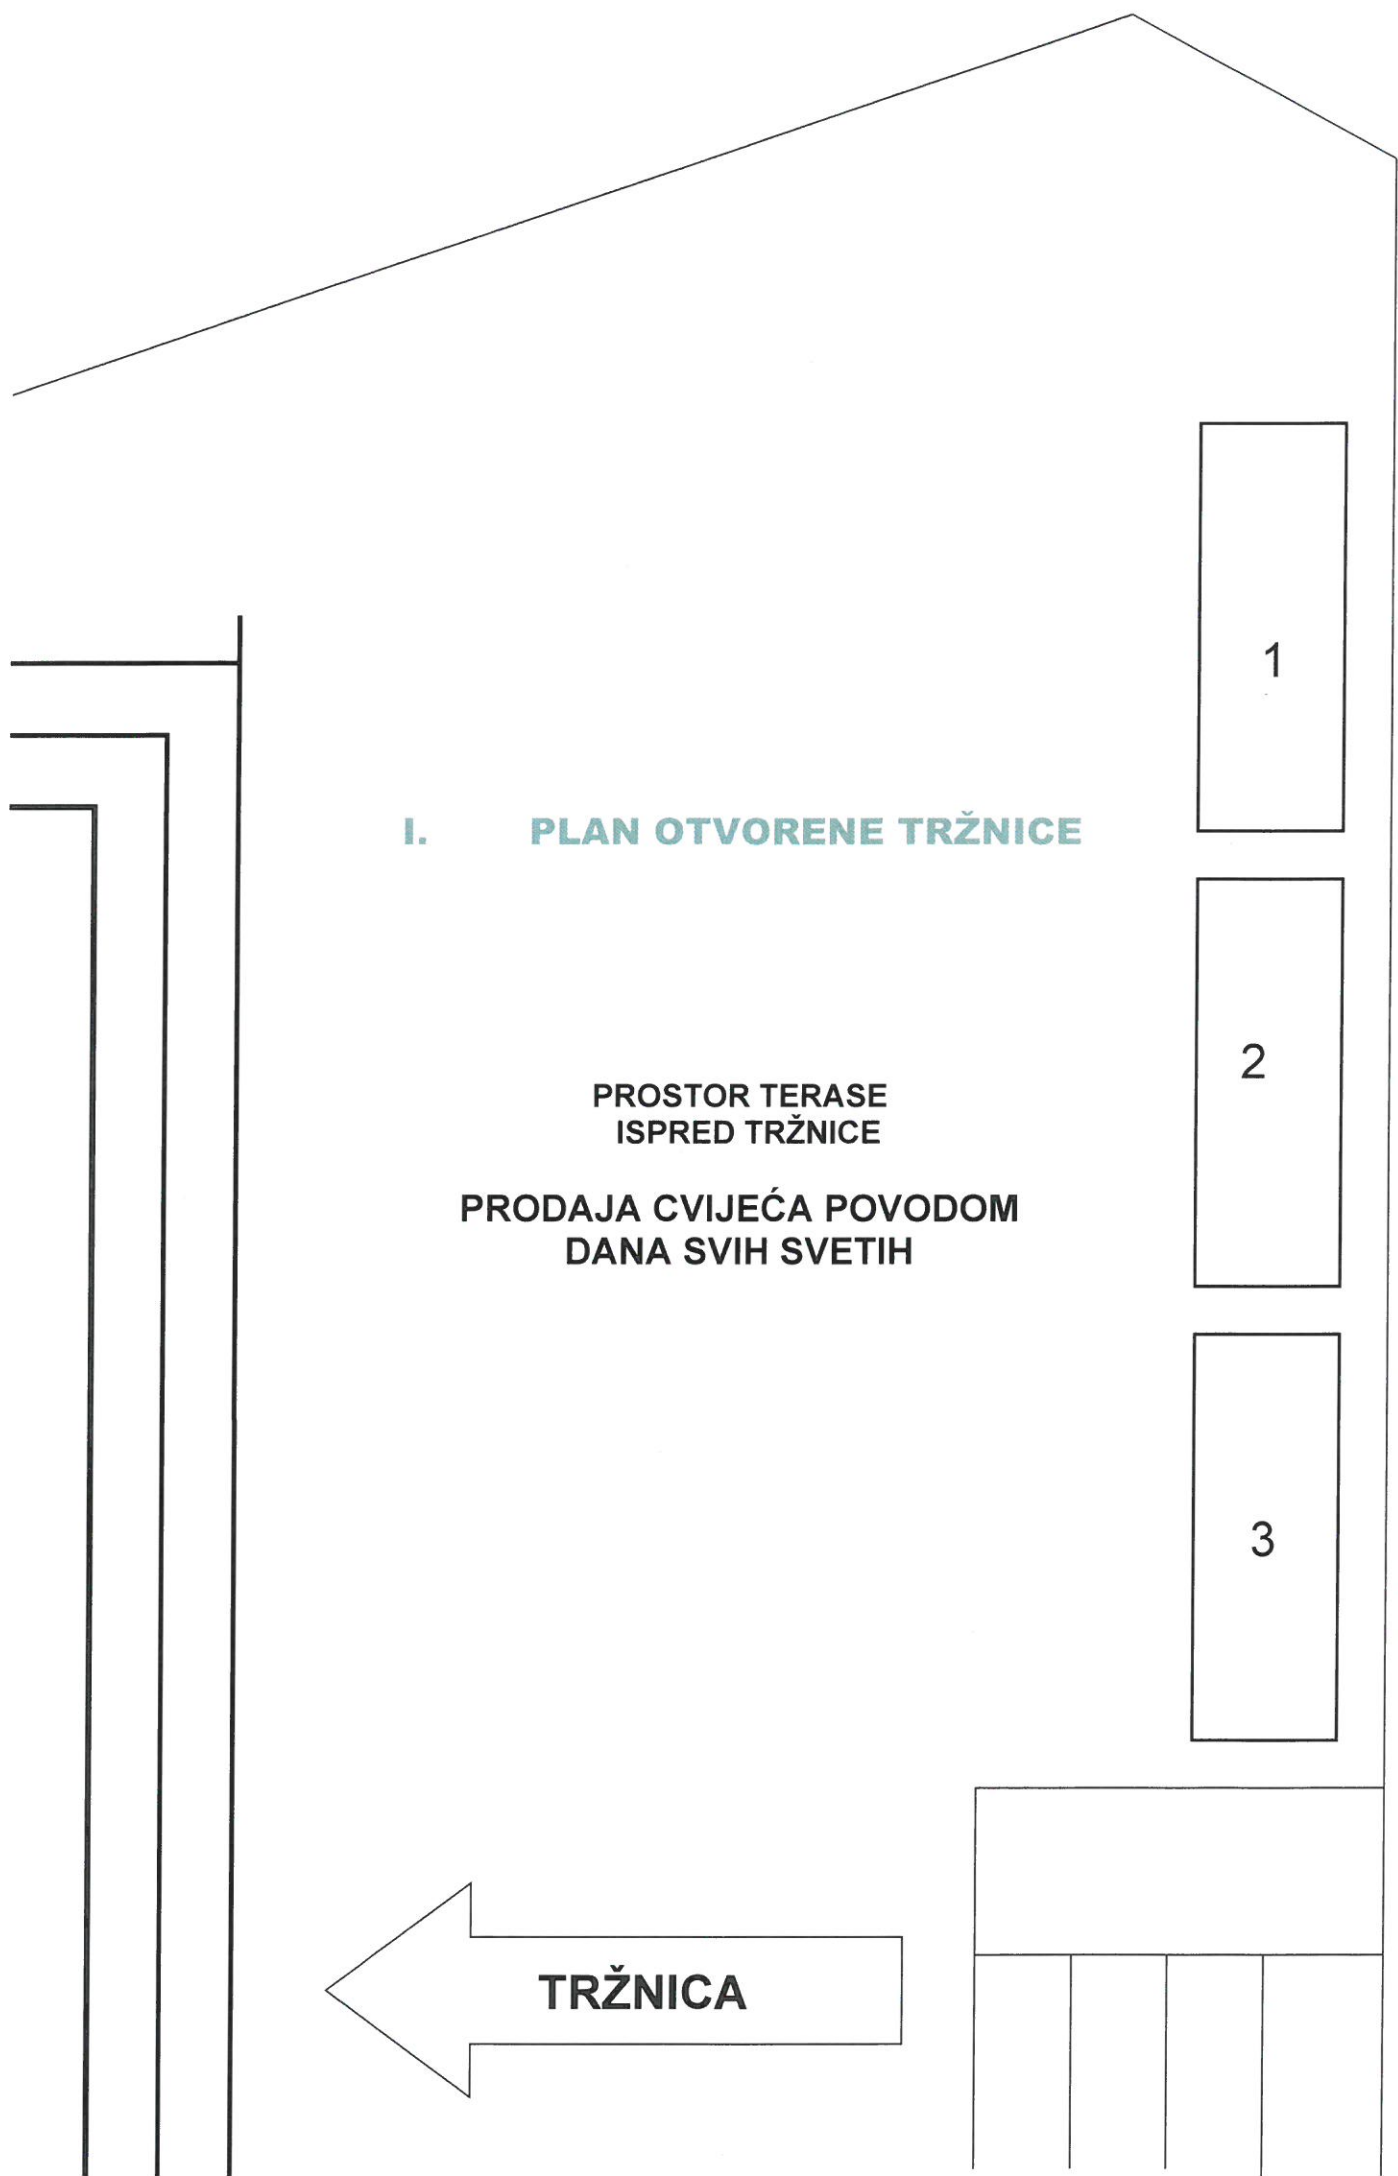 1
I. PLAN OTVORENE TRŽNICE
2
PROSTOR TERASE
ISPRED TRŽNICE
PRODAJA CVIJEĆA POVODOM
DANA SVIH SVETIH
3
TRŽNICA